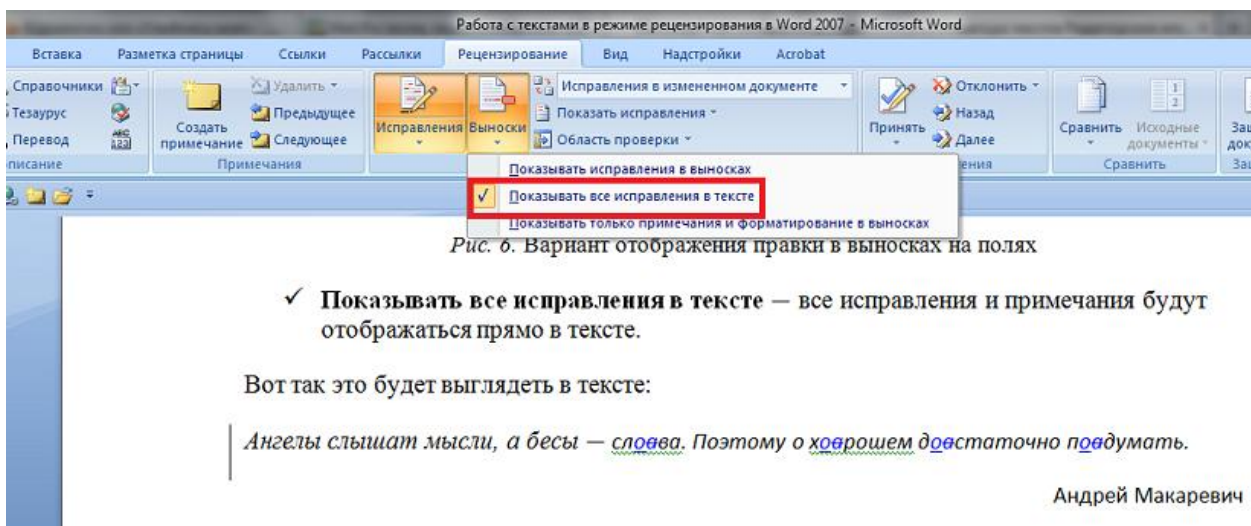 Работа с текстами в режиме рецензирования в Word 2007 - Microsoft Word
Вставка Разметка страницы Ссылки Рассылки Рецензирование Вид Надстройки Acrobat
Справочники Удалить Исправления в измененном документе Отклонить
Тезаурус Предыдущее Показать исправления Назад
Перевод Создать примечание Следующее Исправления Выноски Область проверки Принять Далее Сравнить Исходные документы
Примечания Сравнить
Показывать исправления в выносках
Показывать все исправления в тексте
Показывать только примечания и форматирование в выносках
Рис. 6. Вариант отображения правки в выносках на полях
✓ Показывать все исправления в тексте — все исправления и примечания будут
отображаться прямо в тексте.
Вот так это будет выглядеть в тексте:
Ангелы слышат мысли, а бесы — слоева. Поэтому о хоерошем доестаточно поедумать.
Андрей Макаревич